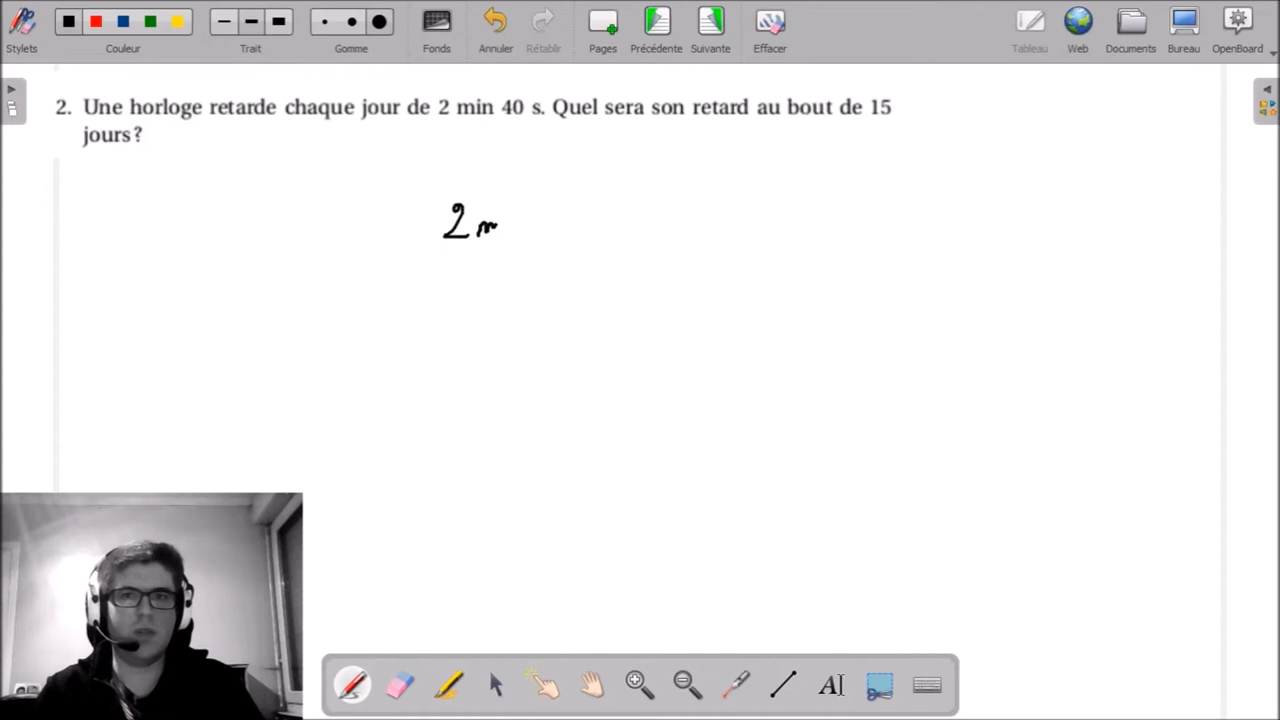 Stylets
Couleur
Trait
Gomme
Fonds
Annuler
Rétablir
Pages
Précédente
Suivante
Effacer
Tableau
Web
Documents
Bureau
OpenBoard
2. Une horloge retarde chaque jour de 2 min 40 s. Quel sera son retard au bout de 15
jours ?
2 m
AI